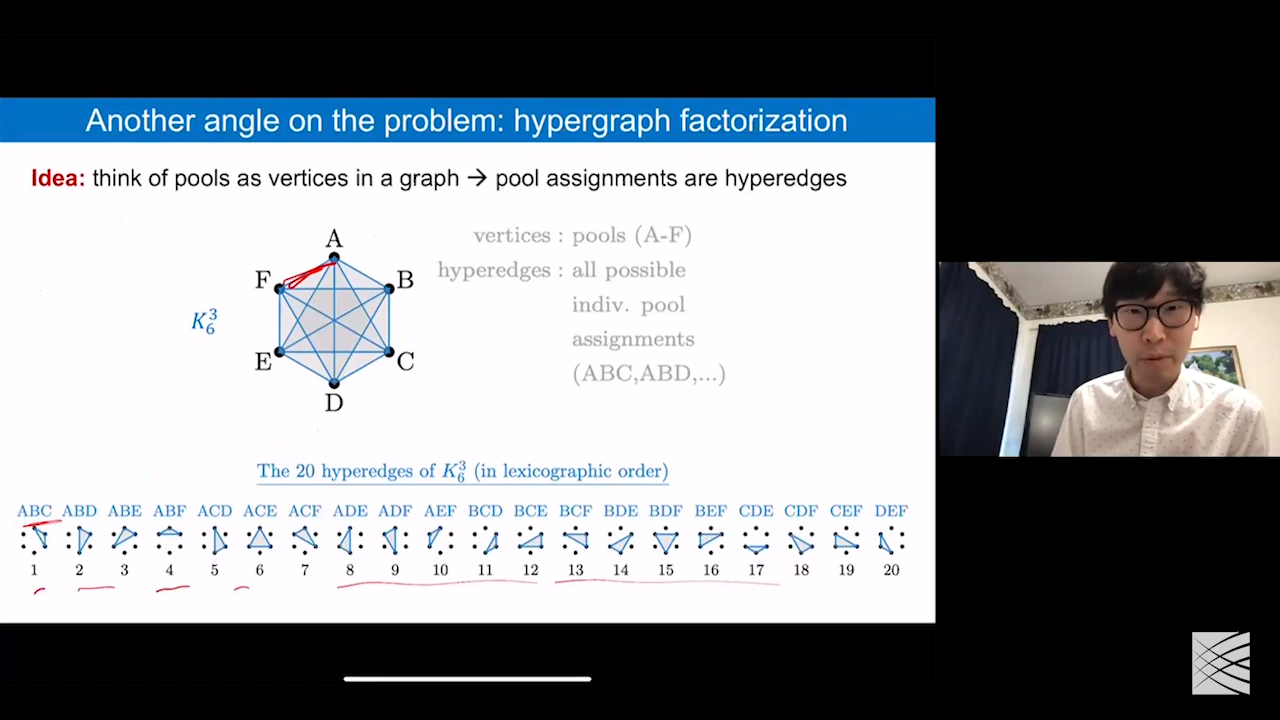 Another angle on the problem: hypergraph factorization
Idea: think of pools as vertices in a graph → pool assignments are hyperedges
A
F
B
K₆³
E
C
D
vertices : pools (A-F)
hyperedges : all possible
indiv. pool
assignments
(ABC,ABD,...)
The 20 hyperedges of K₆³ (in lexicographic order)
ABC ABD ABE ABF ACD ACE ACF ADE ADF AEF BCD BCE BCF BDE BDF BEF CDE CDF CEF DEF
1 2 3 4 5 6 7 8 9 10 11 12 13 14 15 16 17 18 19 20